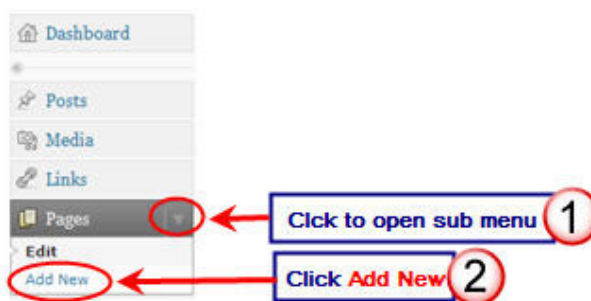 Dashboard
Posts
Media
Links
Pages
Clck to open sub menu 1
Edit
Add New
Click Add New 2